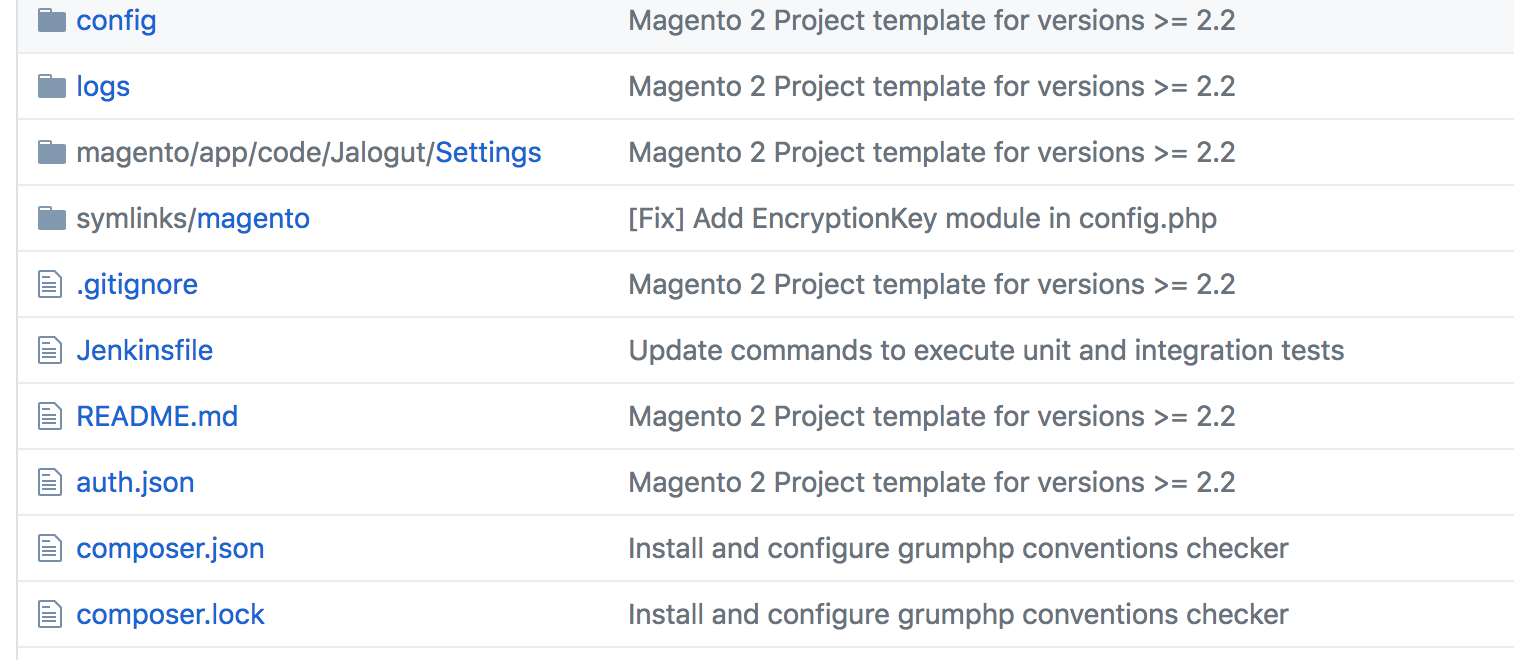 config Magento 2 Project template for versions >= 2.2
logs Magento 2 Project template for versions >= 2.2
magento/app/code/Jalogut/Settings Magento 2 Project template for versions >= 2.2
symlinks/magento [Fix] Add EncryptionKey module in config.php
.gitignore Magento 2 Project template for versions >= 2.2
Jenkinsfile Update commands to execute unit and integration tests
README.md Magento 2 Project template for versions >= 2.2
auth.json Magento 2 Project template for versions >= 2.2
composer.json Install and configure grumphp conventions checker
composer.lock Install and configure grumphp conventions checker